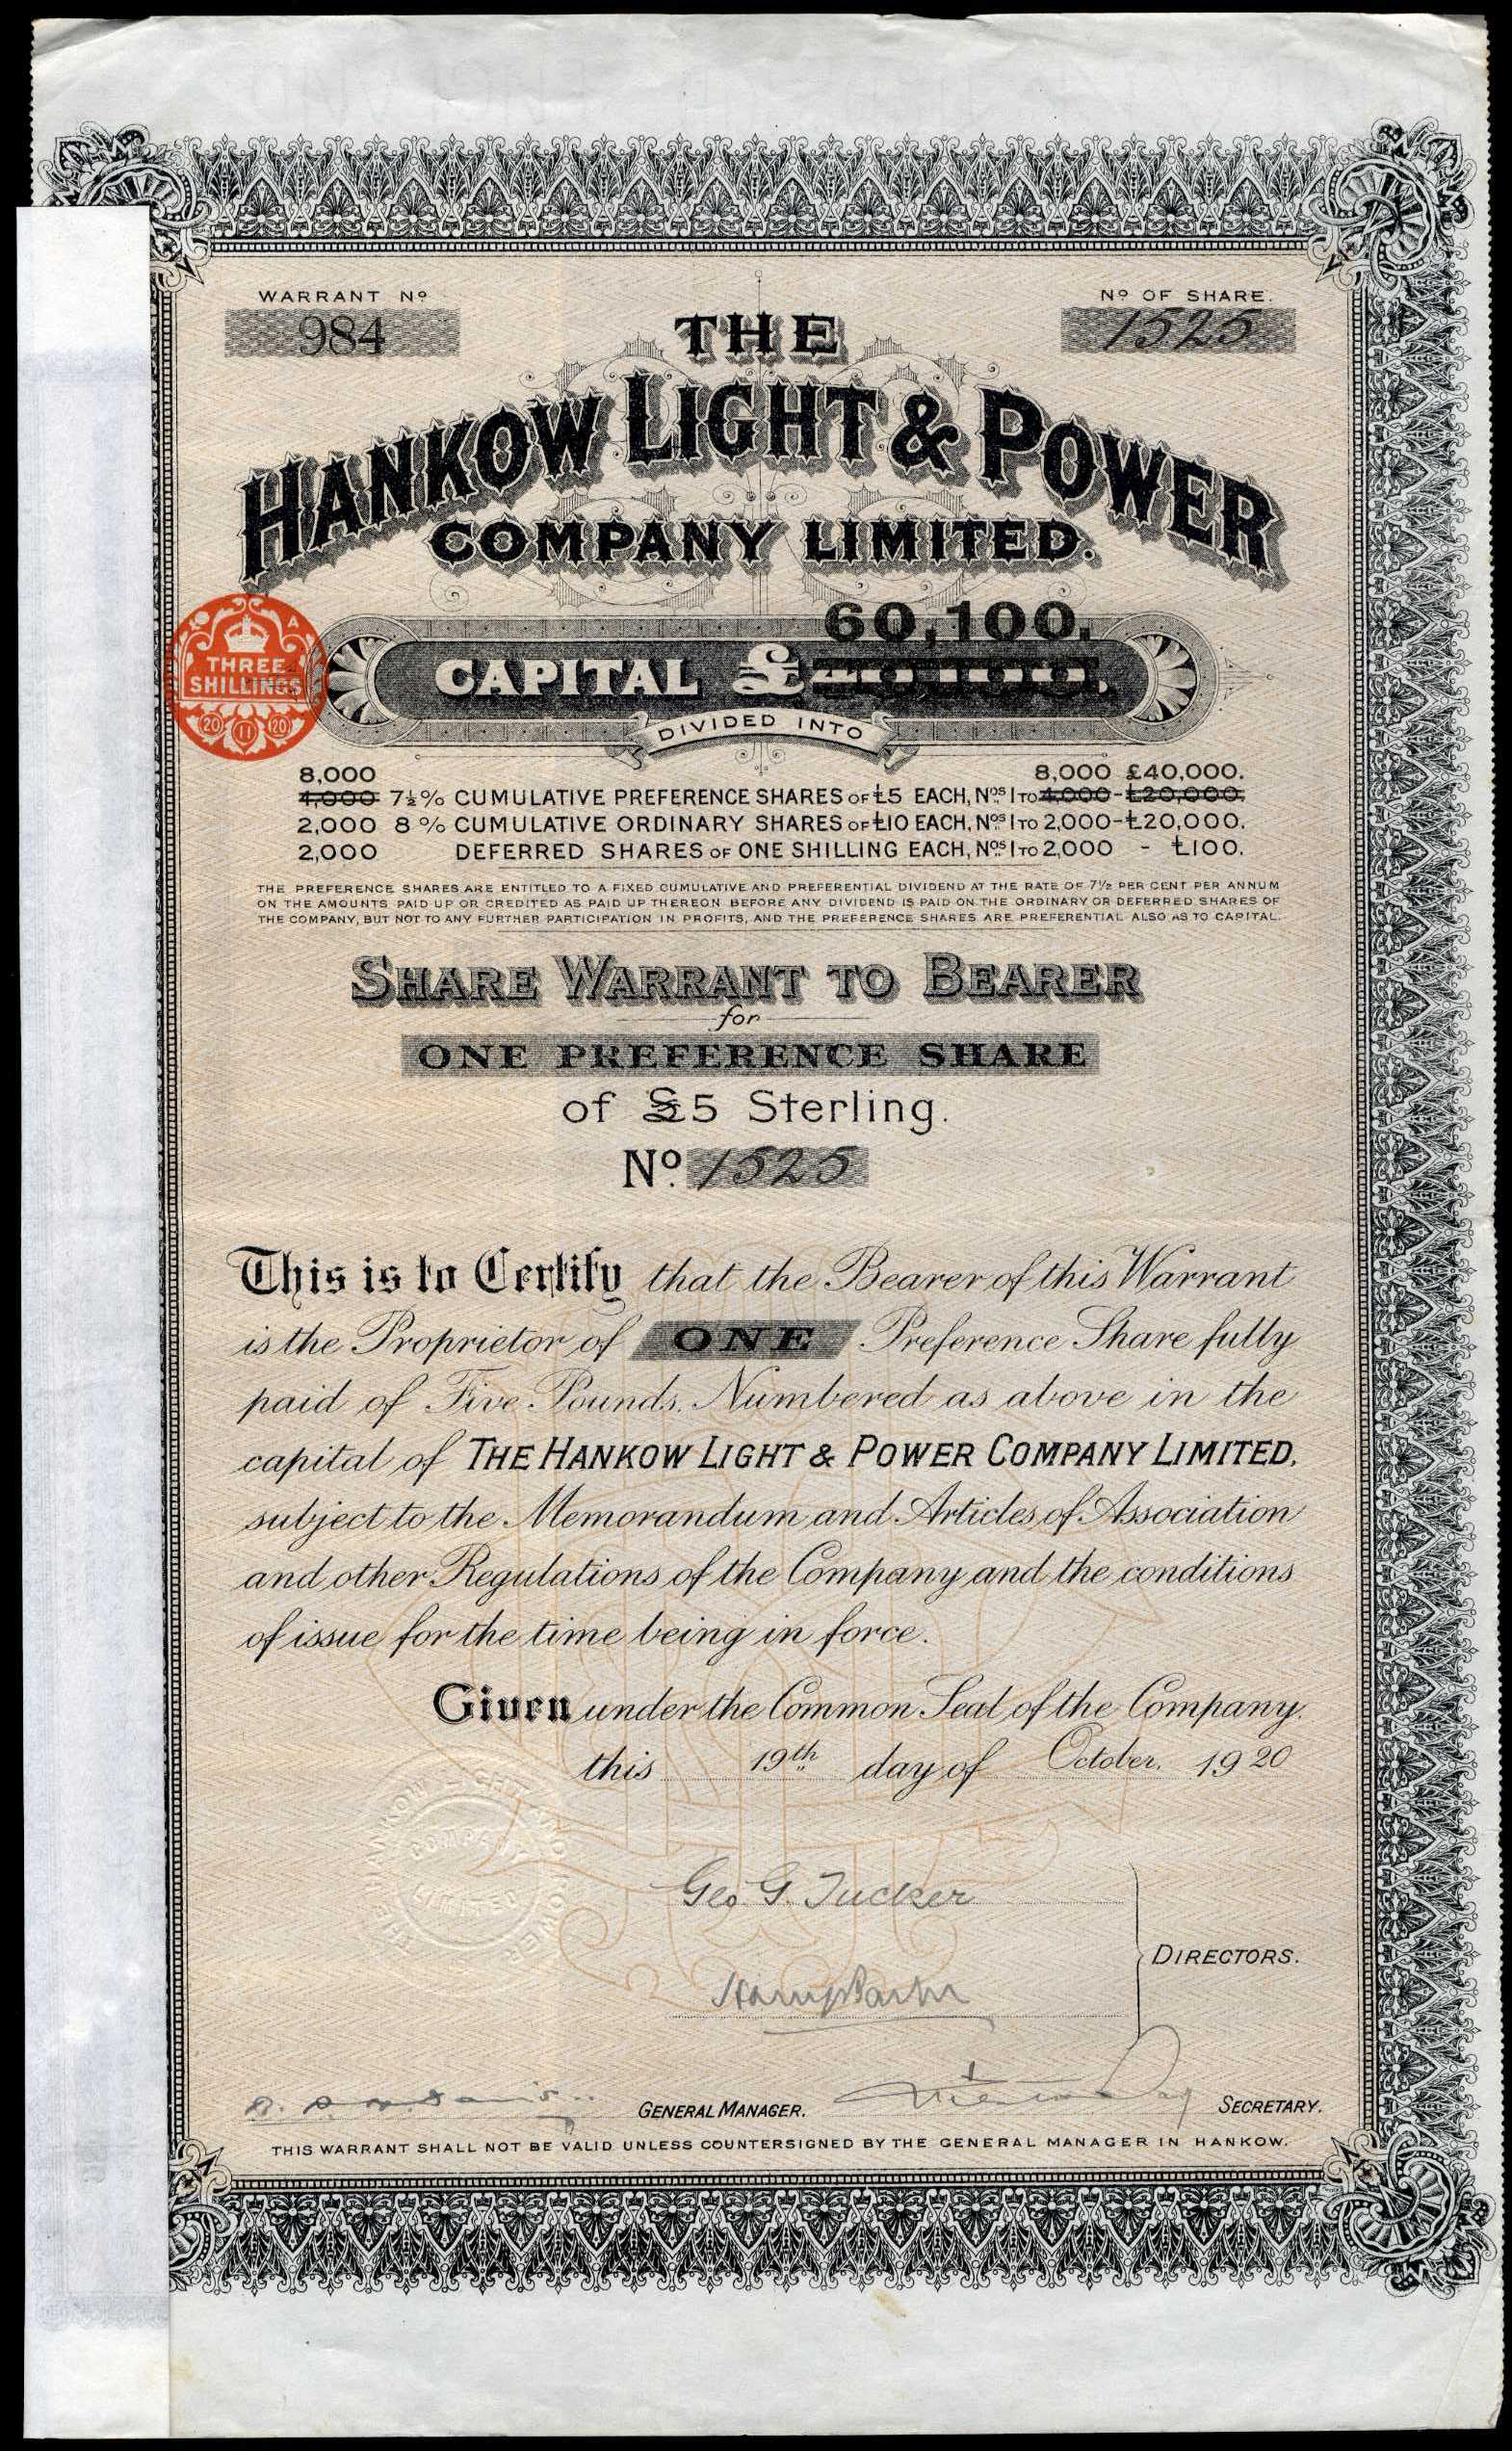 WARRANT Nº
984
Nº OF SHARE.
1525
THE
HANKOW LIGHT & POWER
COMPANY LIMITED.
THREE
SHILLINGS
20 11 20
60,100.
CAPITAL £40,100.
DIVIDED INTO
8,000 8,000 £40,000.
4,000 7½% CUMULATIVE PREFERENCE SHARES OF £5 EACH, Nos 1 TO 4,000 - £20,000.
2,000 8% CUMULATIVE ORDINARY SHARES OF £10 EACH, Nos 1 TO 2,000 - £20,000.
2,000 DEFERRED SHARES OF ONE SHILLING EACH, Nos 1 TO 2,000 - £100.
THE PREFERENCE SHARES ARE ENTITLED TO A FIXED CUMULATIVE AND PREFERENTIAL DIVIDEND AT THE RATE OF 7½ PER CENT PER ANNUM
ON THE AMOUNTS PAID UP OR CREDITED AS PAID UP THEREON BEFORE ANY DIVIDEND IS PAID ON THE ORDINARY OR DEFERRED SHARES OF
THE COMPANY, BUT NOT TO ANY FURTHER PARTICIPATION IN PROFITS, AND THE PREFERENCE SHARES ARE PREFERENTIAL ALSO AS TO CAPITAL.
SHARE WARRANT TO BEARER
for
ONE PREFERENCE SHARE
of £5 Sterling.
Nº 1525
This is to Certify that the Bearer of this Warrant
is the Proprietor of ONE Preference Share fully
paid of Five Pounds, Numbered as above in the
capital of THE HANKOW LIGHT & POWER COMPANY LIMITED,
subject to the Memorandum and Articles of Association
and other Regulations of the Company and the conditions
of issue for the time being in force.
Given under the Common Seal of the Company.
this 19th day of October. 1920
THE HANKOW LIGHT AND POWER
COMPANY
LIMITED
Geo. G. Tucker
DIRECTORS.
GENERAL MANAGER.
SECRETARY.
THIS WARRANT SHALL NOT BE VALID UNLESS COUNTERSIGNED BY THE GENERAL MANAGER IN HANKOW.